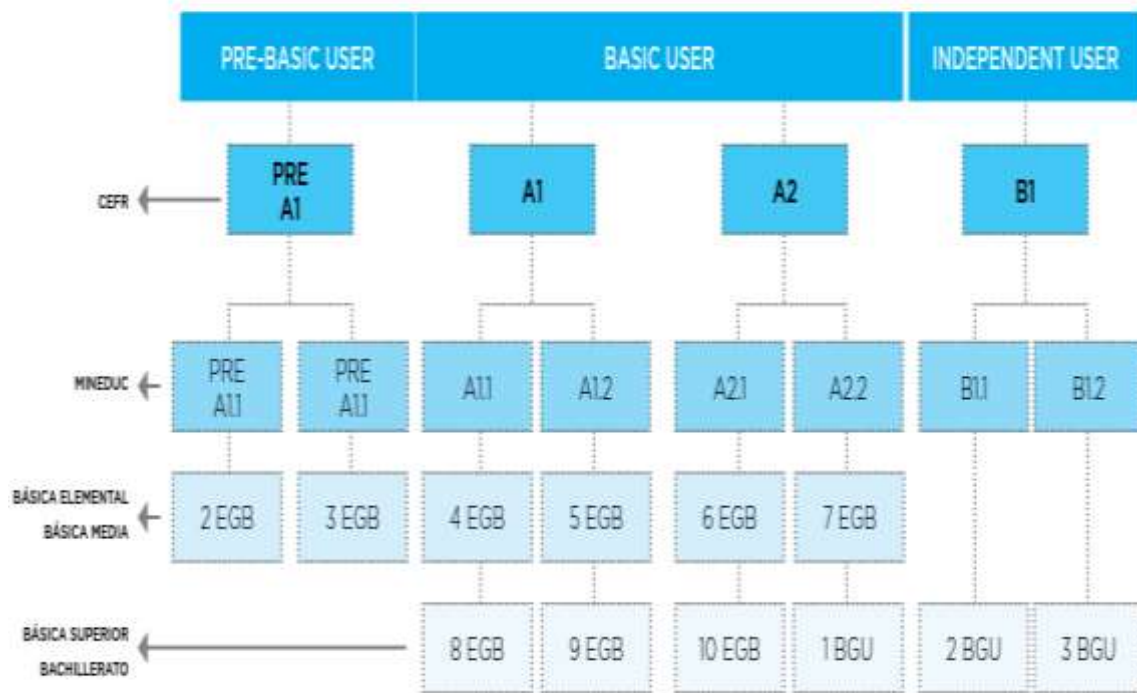 PRE-BASIC USER
BASIC USER
INDEPENDENT USER
CEFR
PRE
A1
A1
A2
B1
MINEDUC
PRE
A1.1
PRE
A1.1
A1.1
A1.2
A2.1
A2.2
B1.1
B1.2
BÁSICA ELEMENTAL
BÁSICA MEDIA
2 EGB
3 EGB
4 EGB
5 EGB
6 EGB
7 EGB
BÁSICA SUPERIOR
BACHILLERATO
8 EGB
9 EGB
10 EGB
1 BGU
2 BGU
3 BGU